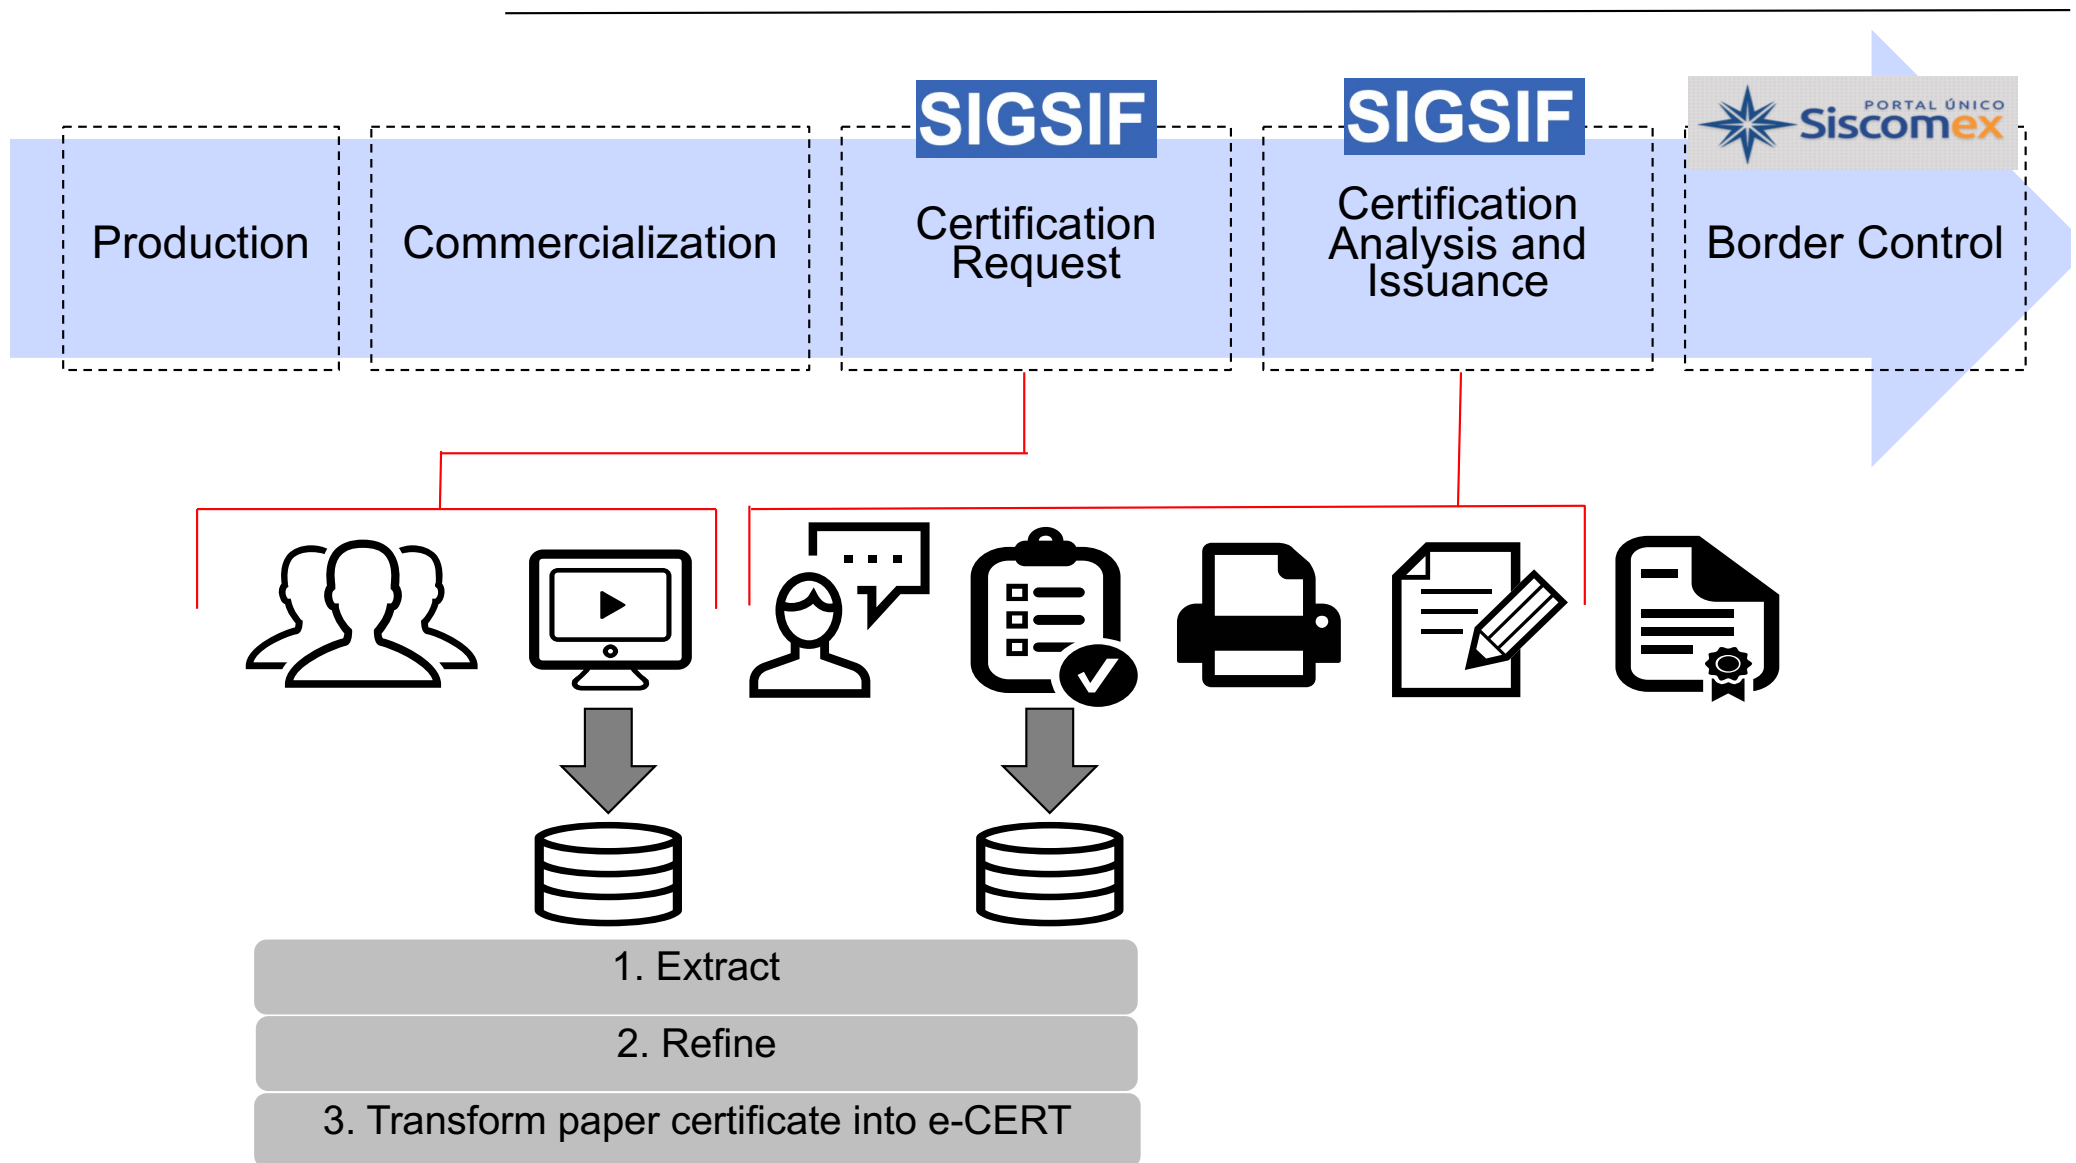 SIGSIF
SIGSIF
PORTAL ÚNICO
Siscomex
Production
Commercialization
Certification
Request
Certification
Analysis and
Issuance
Border Control
1. Extract
2. Refine
3. Transform paper certificate into e-CERT